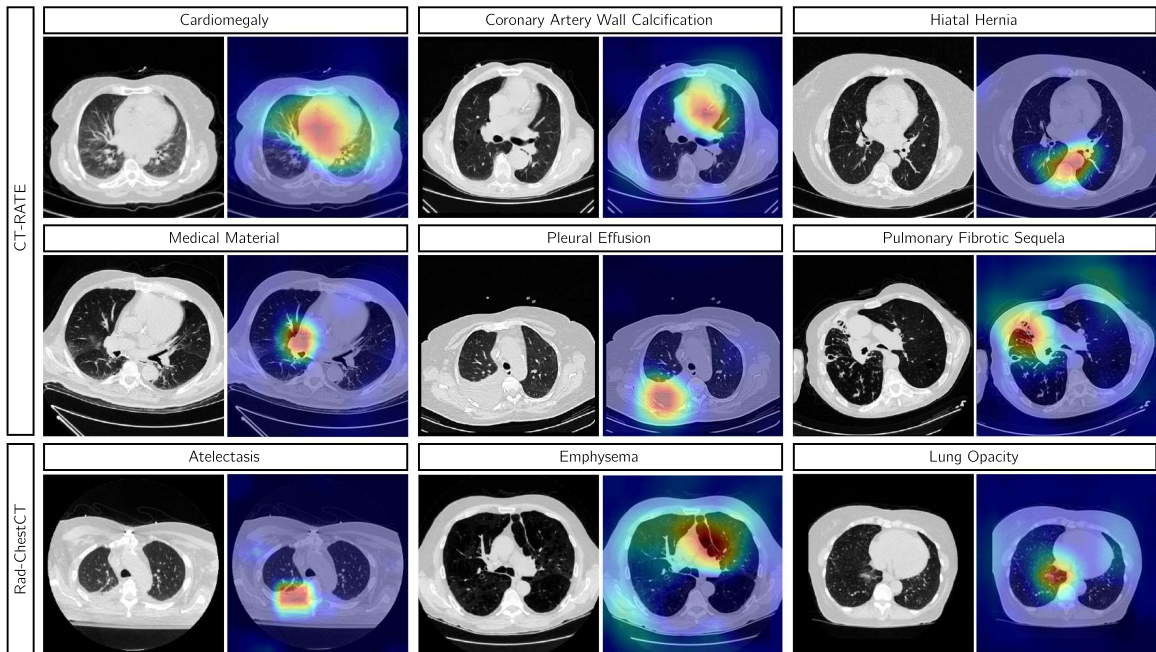 CT-RATE
Cardiomegaly
Coronary Artery Wall Calcification
Hiatal Hernia
Medical Material
Pleural Effusion
Pulmonary Fibrotic Sequela
Rad-ChestCT
Atelectasis
Emphysema
Lung Opacity